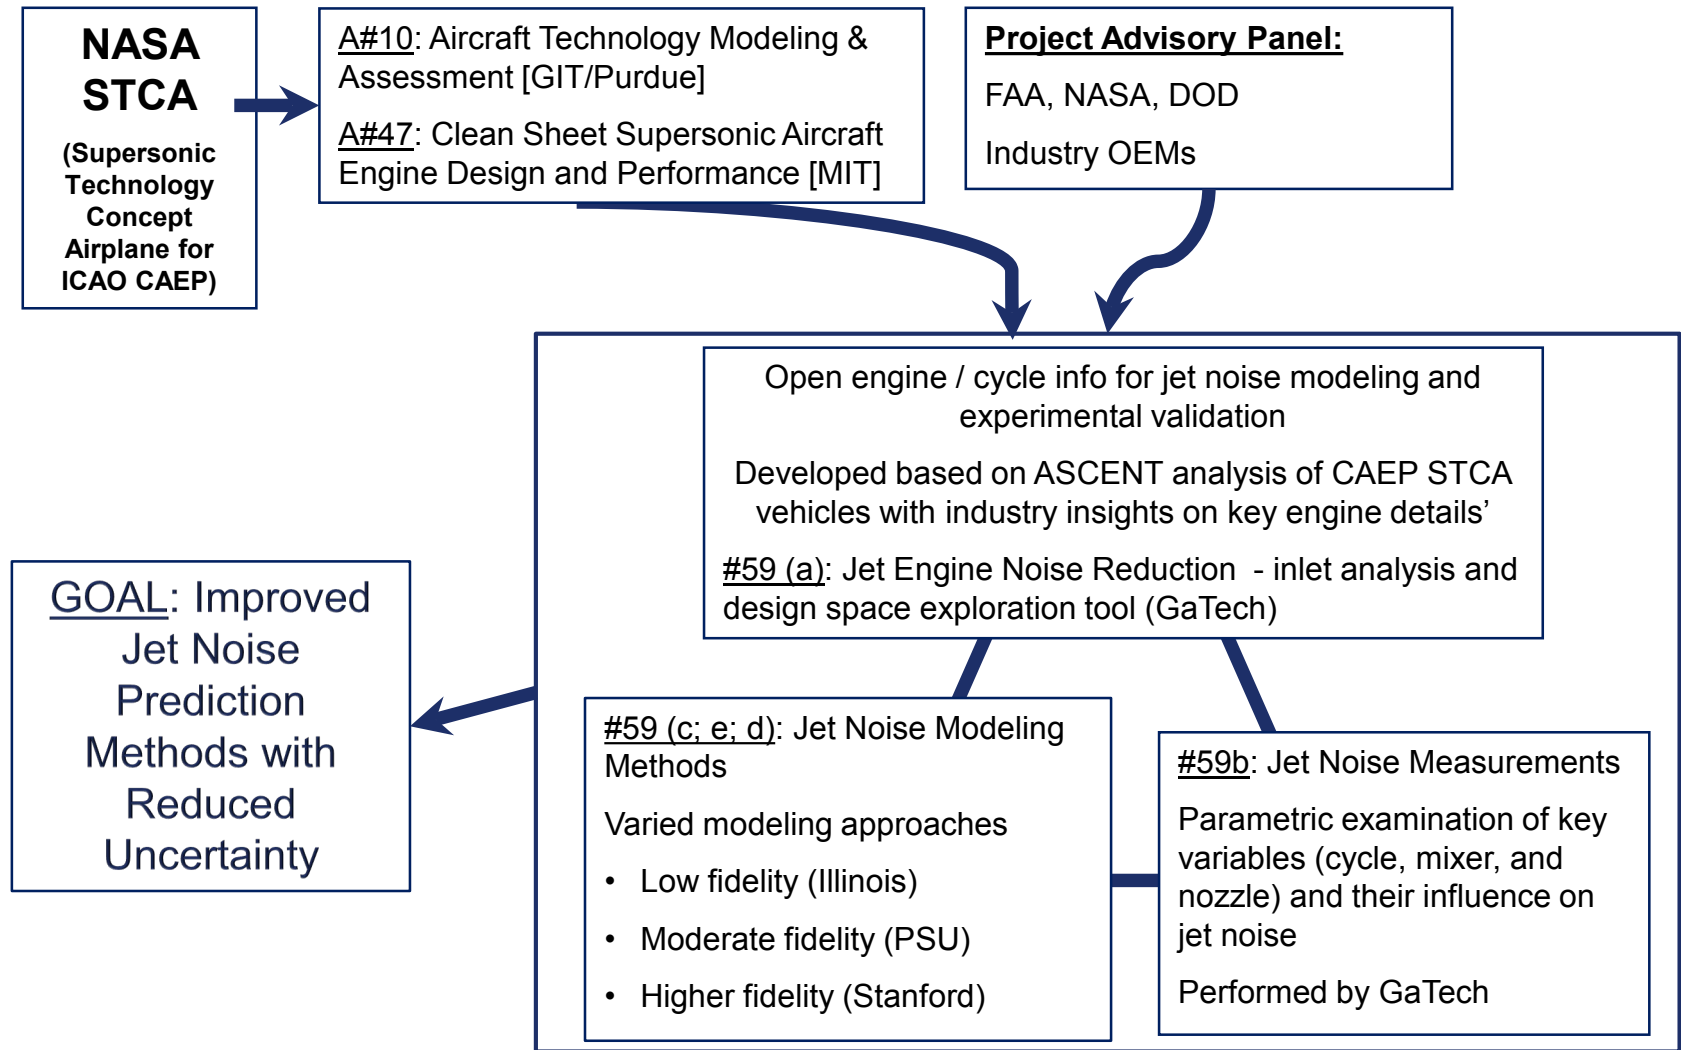 NASA
STCA
(Supersonic
Technology
Concept
Airplane for
ICAO CAEP)
A#10: Aircraft Technology Modeling &
Assessment [GIT/Purdue]
A#47: Clean Sheet Supersonic Aircraft
Engine Design and Performance [MIT]
Project Advisory Panel:
FAA, NASA, DOD
Industry OEMs
Open engine / cycle info for jet noise modeling and
experimental validation
Developed based on ASCENT analysis of CAEP STCA
vehicles with industry insights on key engine details’
#59 (a): Jet Engine Noise Reduction - inlet analysis and
design space exploration tool (GaTech)
GOAL: Improved
Jet Noise
Prediction
Methods with
Reduced
Uncertainty
#59 (c; e; d): Jet Noise Modeling
Methods
Varied modeling approaches
• Low fidelity (Illinois)
• Moderate fidelity (PSU)
• Higher fidelity (Stanford)
#59b: Jet Noise Measurements
Parametric examination of key
variables (cycle, mixer, and
nozzle) and their influence on
jet noise
Performed by GaTech